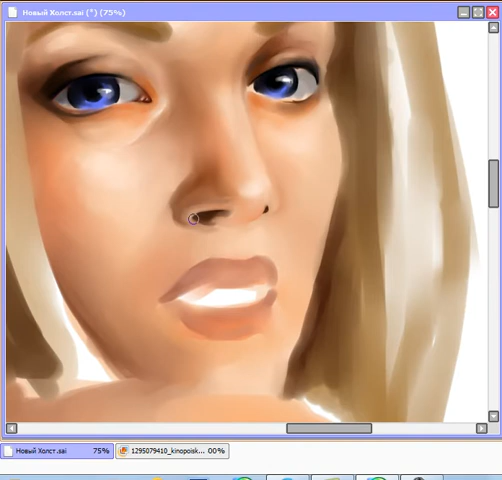 Новый Холст.sai (*) (75%)
Новый Холст.sai 75%
1295079410_kinopoisk... 00%